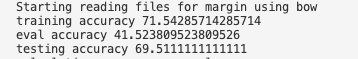 Starting reading files for margin using bow
training accuracy 71.54285714285714
eval accuracy 41.523809523809526
testing accuracy 69.5111111111111